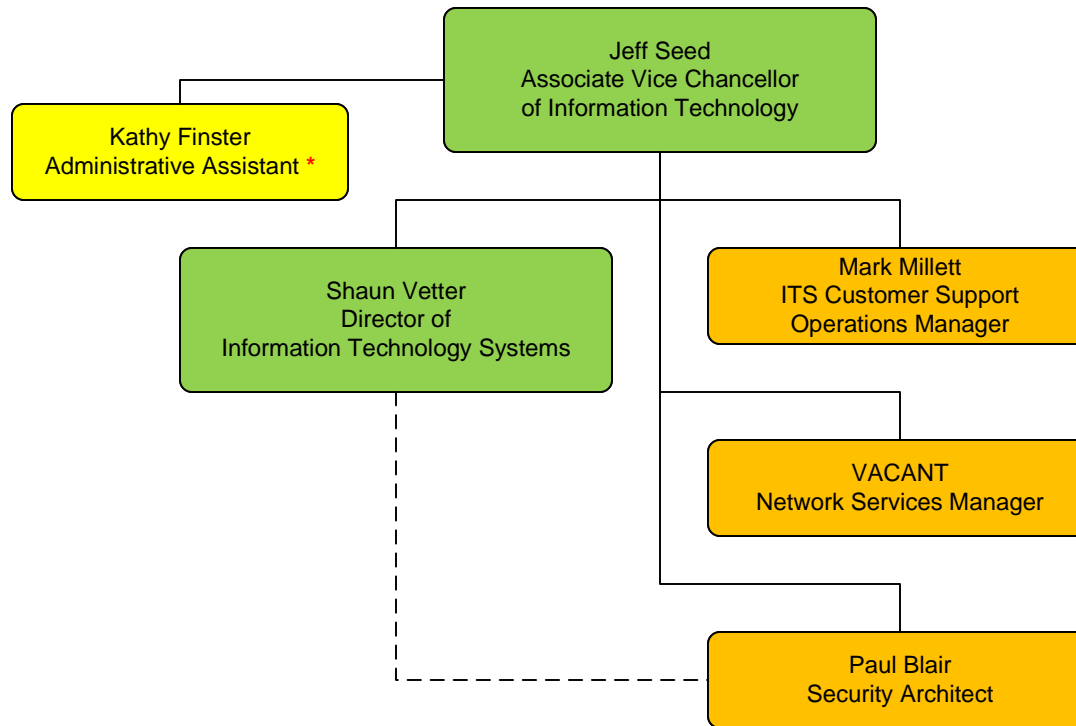 Jeff Seed
Associate Vice Chancellor
of Information Technology
Kathy Finster
Administrative Assistant *
Shaun Vetter
Director of
Information Technology Systems
Mark Millett
ITS Customer Support
Operations Manager
VACANT
Network Services Manager
Paul Blair
Security Architect